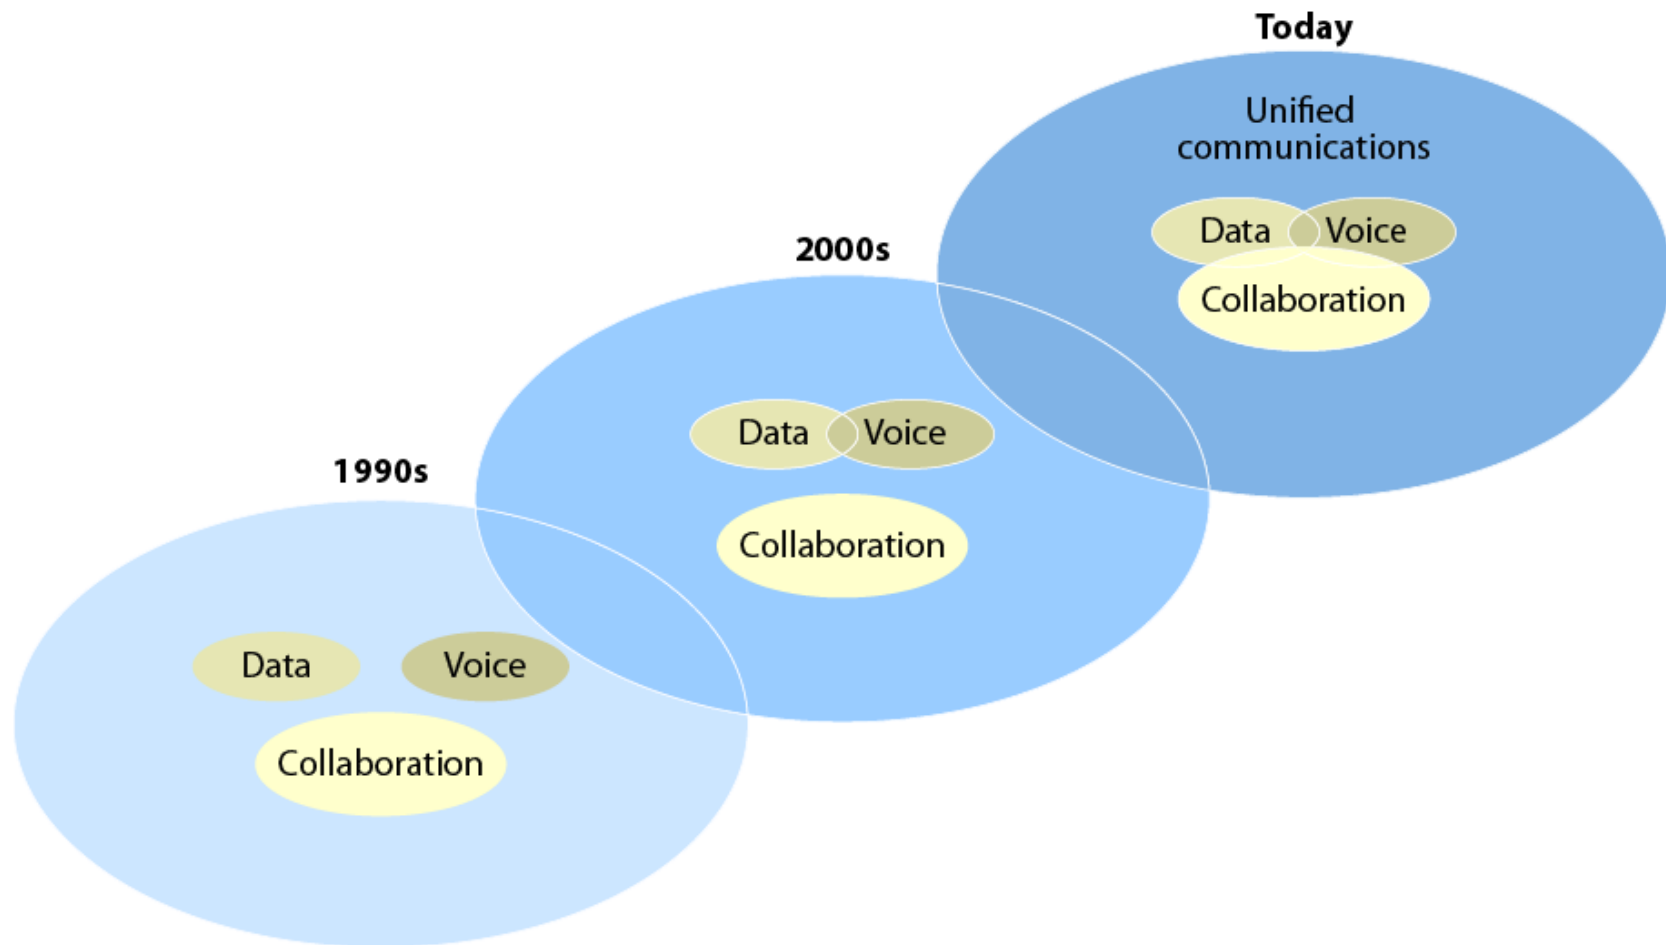 Today
Unified
communications
Data
Voice
Collaboration
2000s
Data
Voice
Collaboration
1990s
Data
Voice
Collaboration